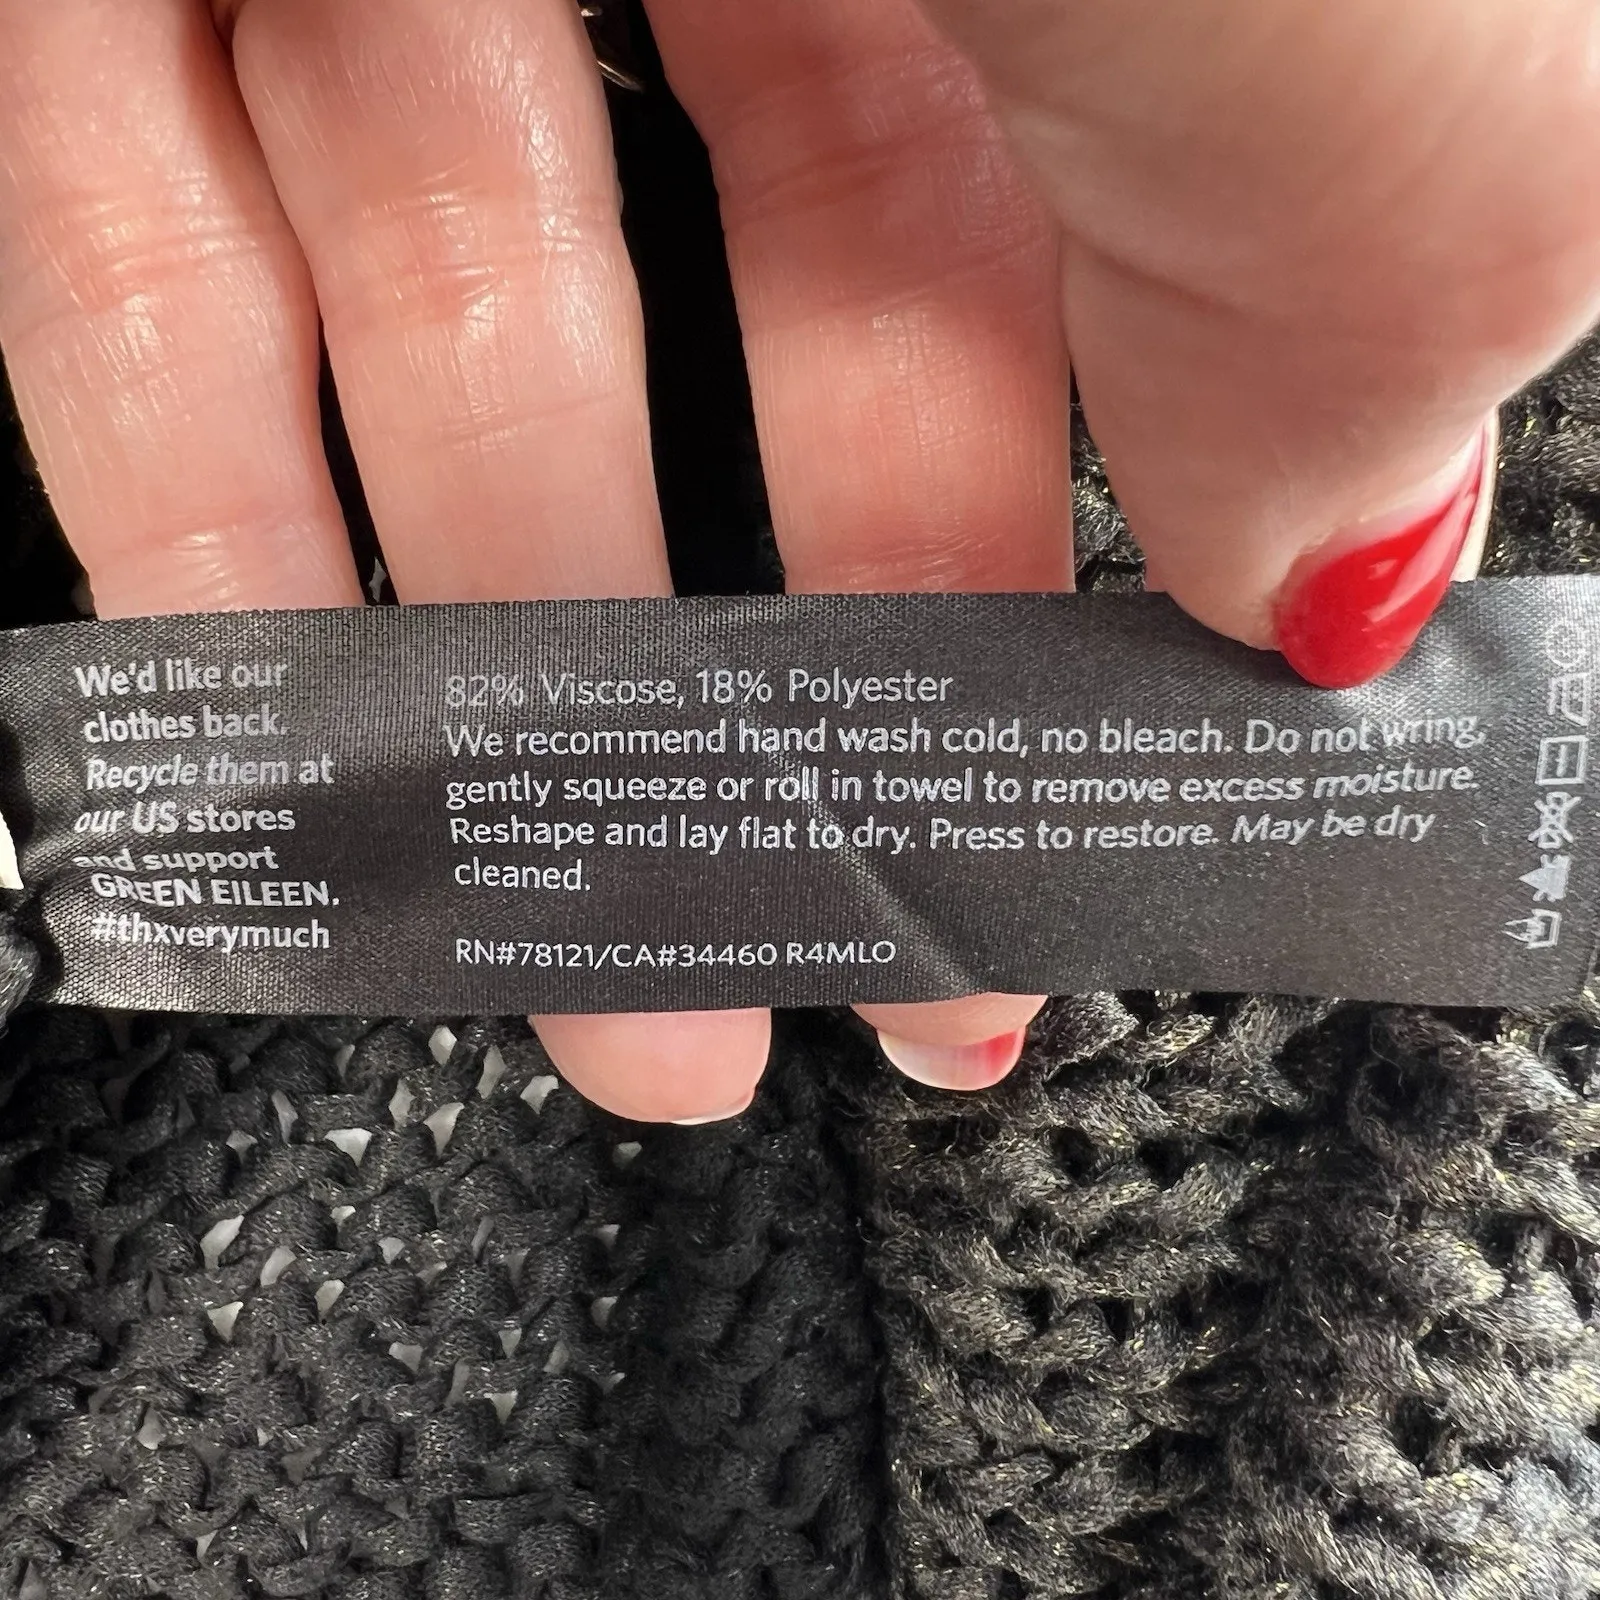 We'd like our
clothes back.
Recycle them at
our US stores
and support
GREEN EILEEN.
#thxverymuch
82% Viscose, 18% Polyester
We recommend hand wash cold, no bleach. Do not wring,
gently squeeze or roll in towel to remove excess moisture.
Reshape and lay flat to dry. Press to restore. May be dry
cleaned.
RN#78121/CA#34460 R4MLO